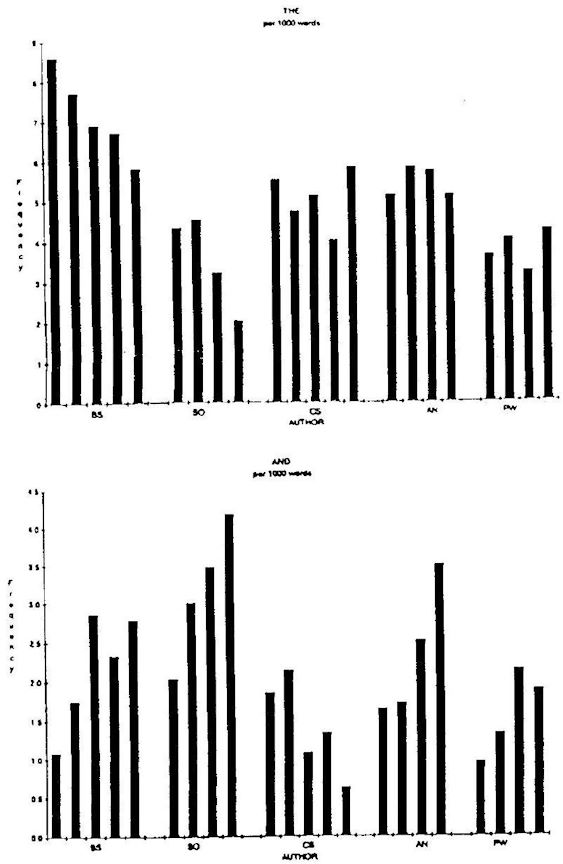 THE
per 1000 words
9
8
7
6
5
4
3
2
1
0
Frequency
BS SO CS AN PW
AUTHOR
AND
per 1000 words
4.5
4.0
3.5
3.0
2.5
2.0
1.5
1.0
0.5
0.0
Frequency
BS SO CS AN PW
AUTHOR